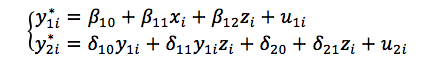 y*₁ᵢ = β₁₀ + β₁₁xᵢ + β₁₂zᵢ + u₁ᵢ
y*₂ᵢ = δ₁₀y₁ᵢ + δ₁₁y₁ᵢzᵢ + δ₂₀ + δ₂₁zᵢ + u₂ᵢ